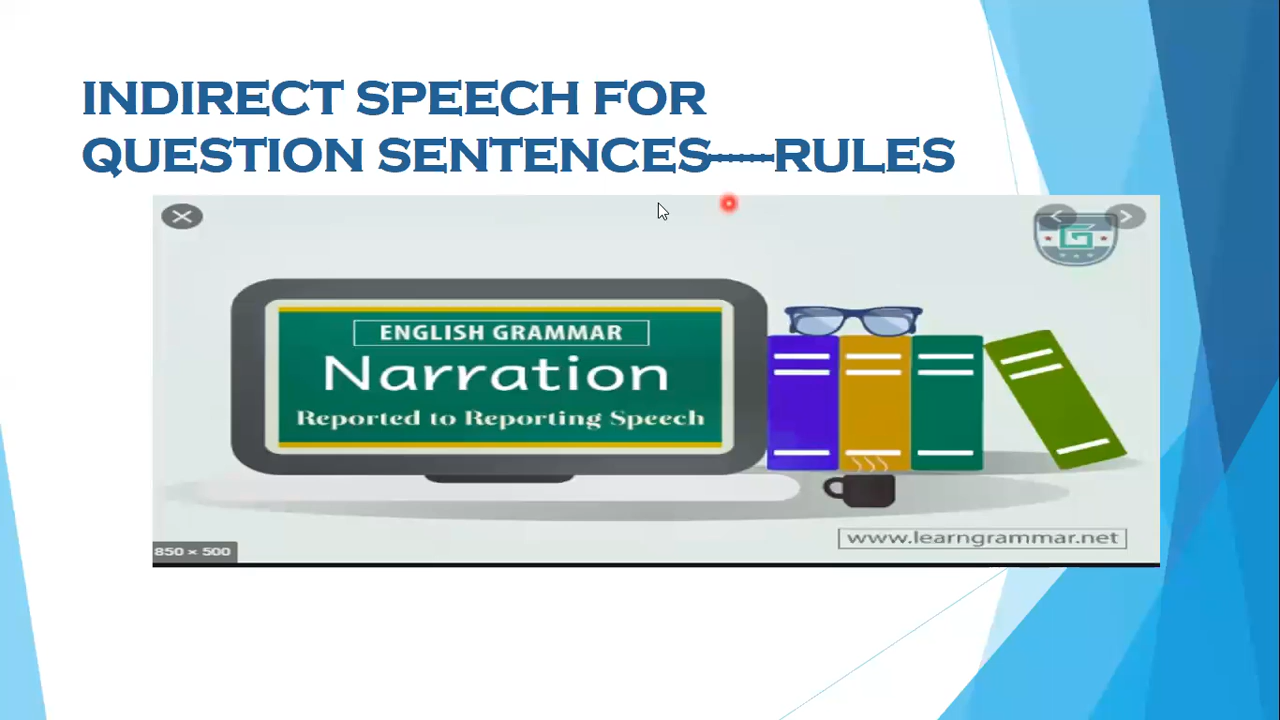 INDIRECT SPEECH FOR
QUESTION SENTENCES-----RULES
ENGLISH GRAMMAR
Narration
Reported to Reporting Speech
www.learngrammar.net
850 × 500